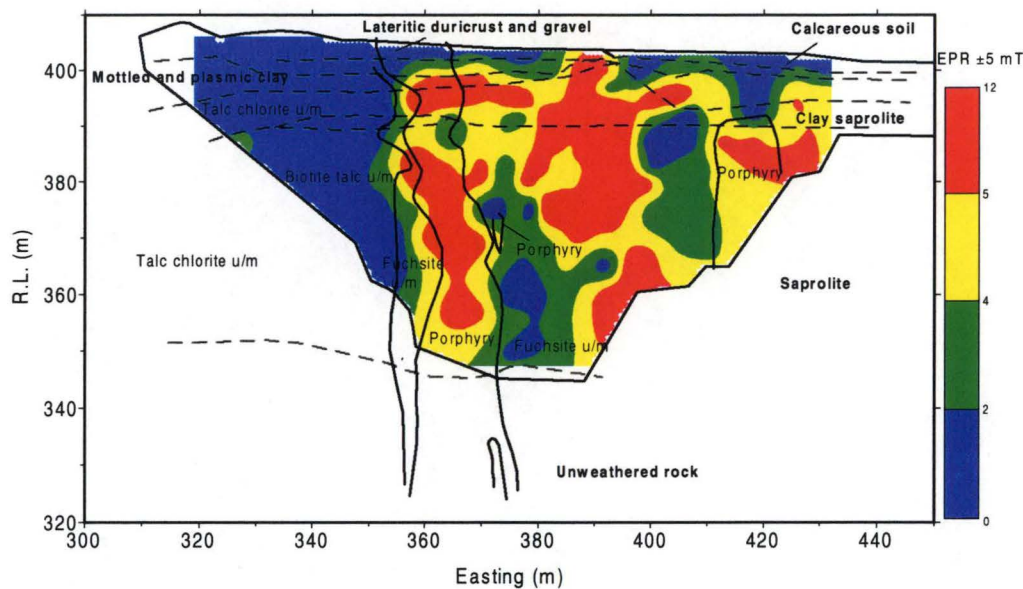 Lateritic duricrust and gravel
Calcareous soil
EPR ±5 mT
Mottled and plasmic clay
Talc chlorite u/m
Clay saprolite
Biotite talc u/m
Porphyry
Porphyry
Talc chlorite u/m
Fuchsite
u/m
Saprolite
Porphyry
Fuchsite u/m
Unweathered rock
R.L. (m)
400
380
360
340
320
300
320
340
360
380
400
420
440
Easting (m)
12
5
4
2
0